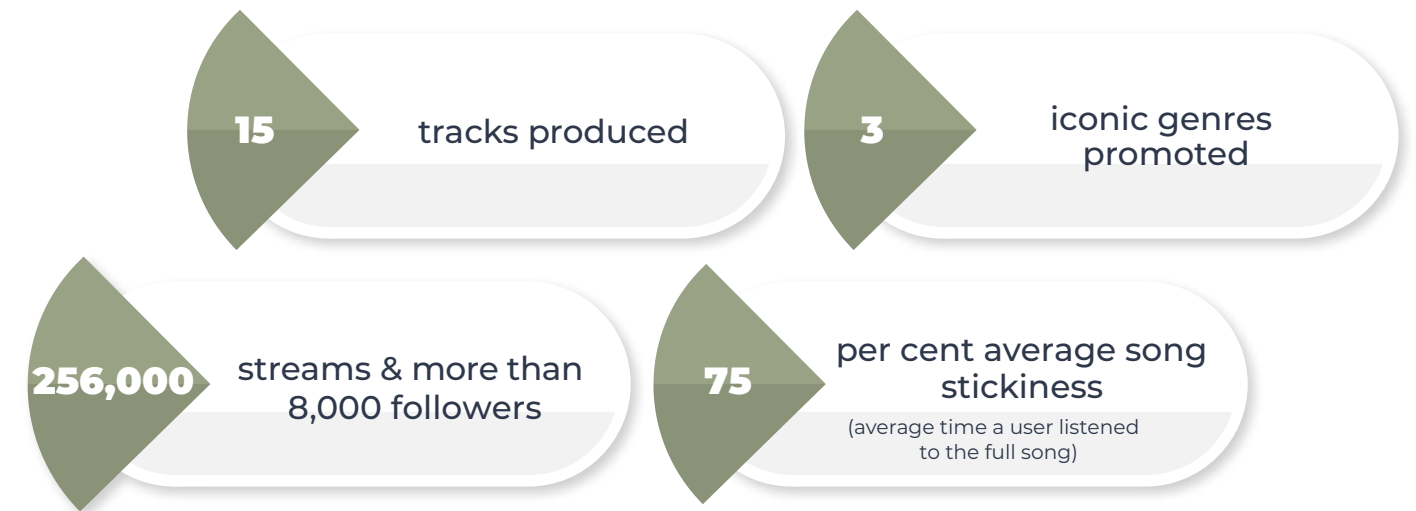 15
tracks produced
3
iconic genres
promoted
256,000
streams & more than
8,000 followers
75
per cent average song
stickiness
(average time a user listened
to the full song)